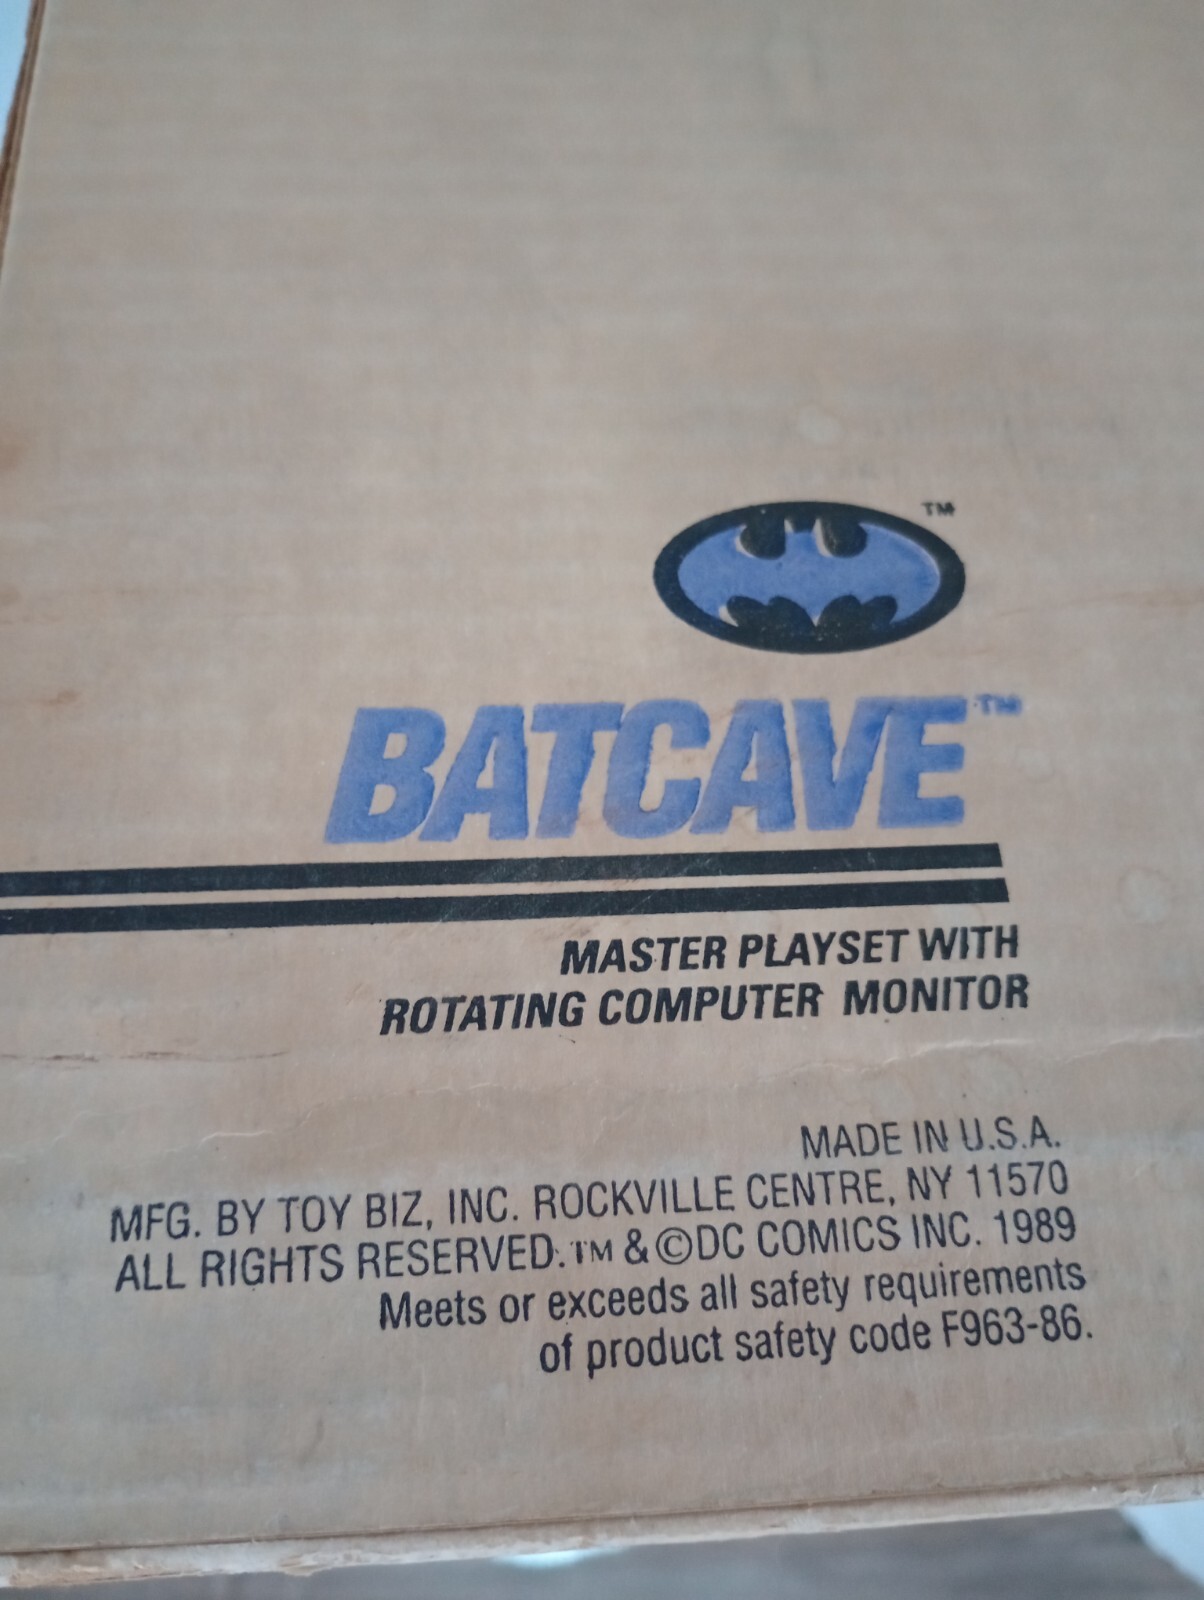 TM
BATCAVE™
MASTER PLAYSET WITH
ROTATING COMPUTER MONITOR
MADE IN U.S.A.
MFG. BY TOY BIZ, INC. ROCKVILLE CENTRE, NY 11570
ALL RIGHTS RESERVED. TM & ©DC COMICS INC. 1989
Meets or exceeds all safety requirements
of product safety code F963-86.